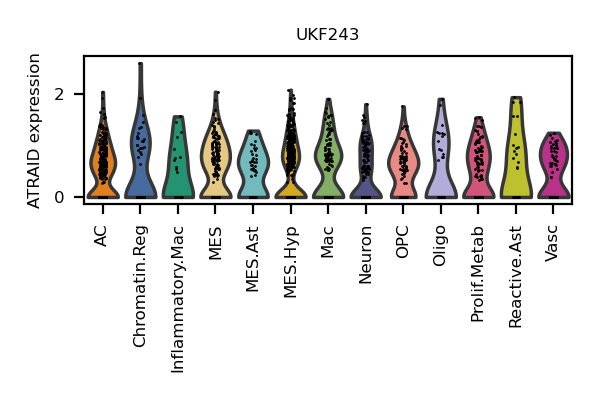 UKF243
ATRAID expression
2
0
AC
Chromatin.Reg
Inflammatory.Mac
MES
MES.Ast
MES.Hyp
Mac
Neuron
OPC
Oligo
Prolif.Metab
Reactive.Ast
Vasc